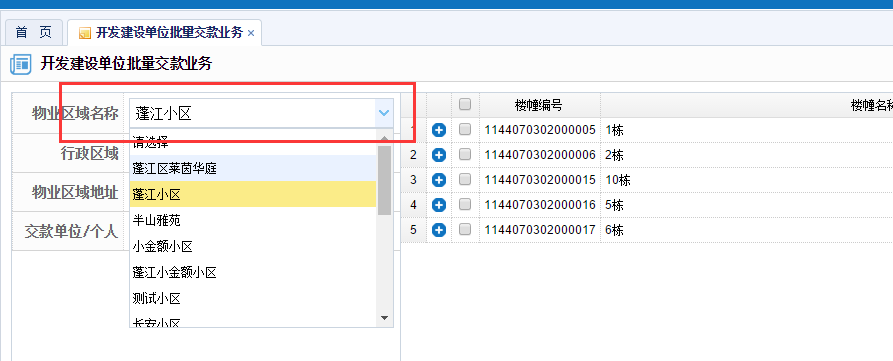 首 页 开发建设单位批量交款业务 ×
开发建设单位批量交款业务
物业区域名称 蓬江小区
请选择
蓬江区莱茵华庭
蓬江小区
半山雅苑
小金额小区
蓬江小金额小区
测试小区
长安小区
行政区域
物业区域地址
交款单位/个人
楼幢编号 楼幢名称
1 1144070302000005 1栋
2 1144070302000006 2栋
3 1144070302000015 10栋
4 1144070302000016 5栋
5 1144070302000017 6栋